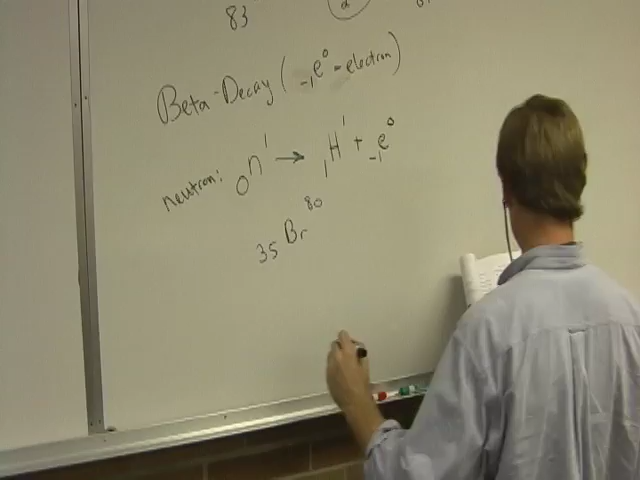 83
Beta-Decay (₋₁e⁰ = electron)
neutron: ₀n¹ → ₁H¹ + ₋₁e⁰
₃₅Br⁸⁰